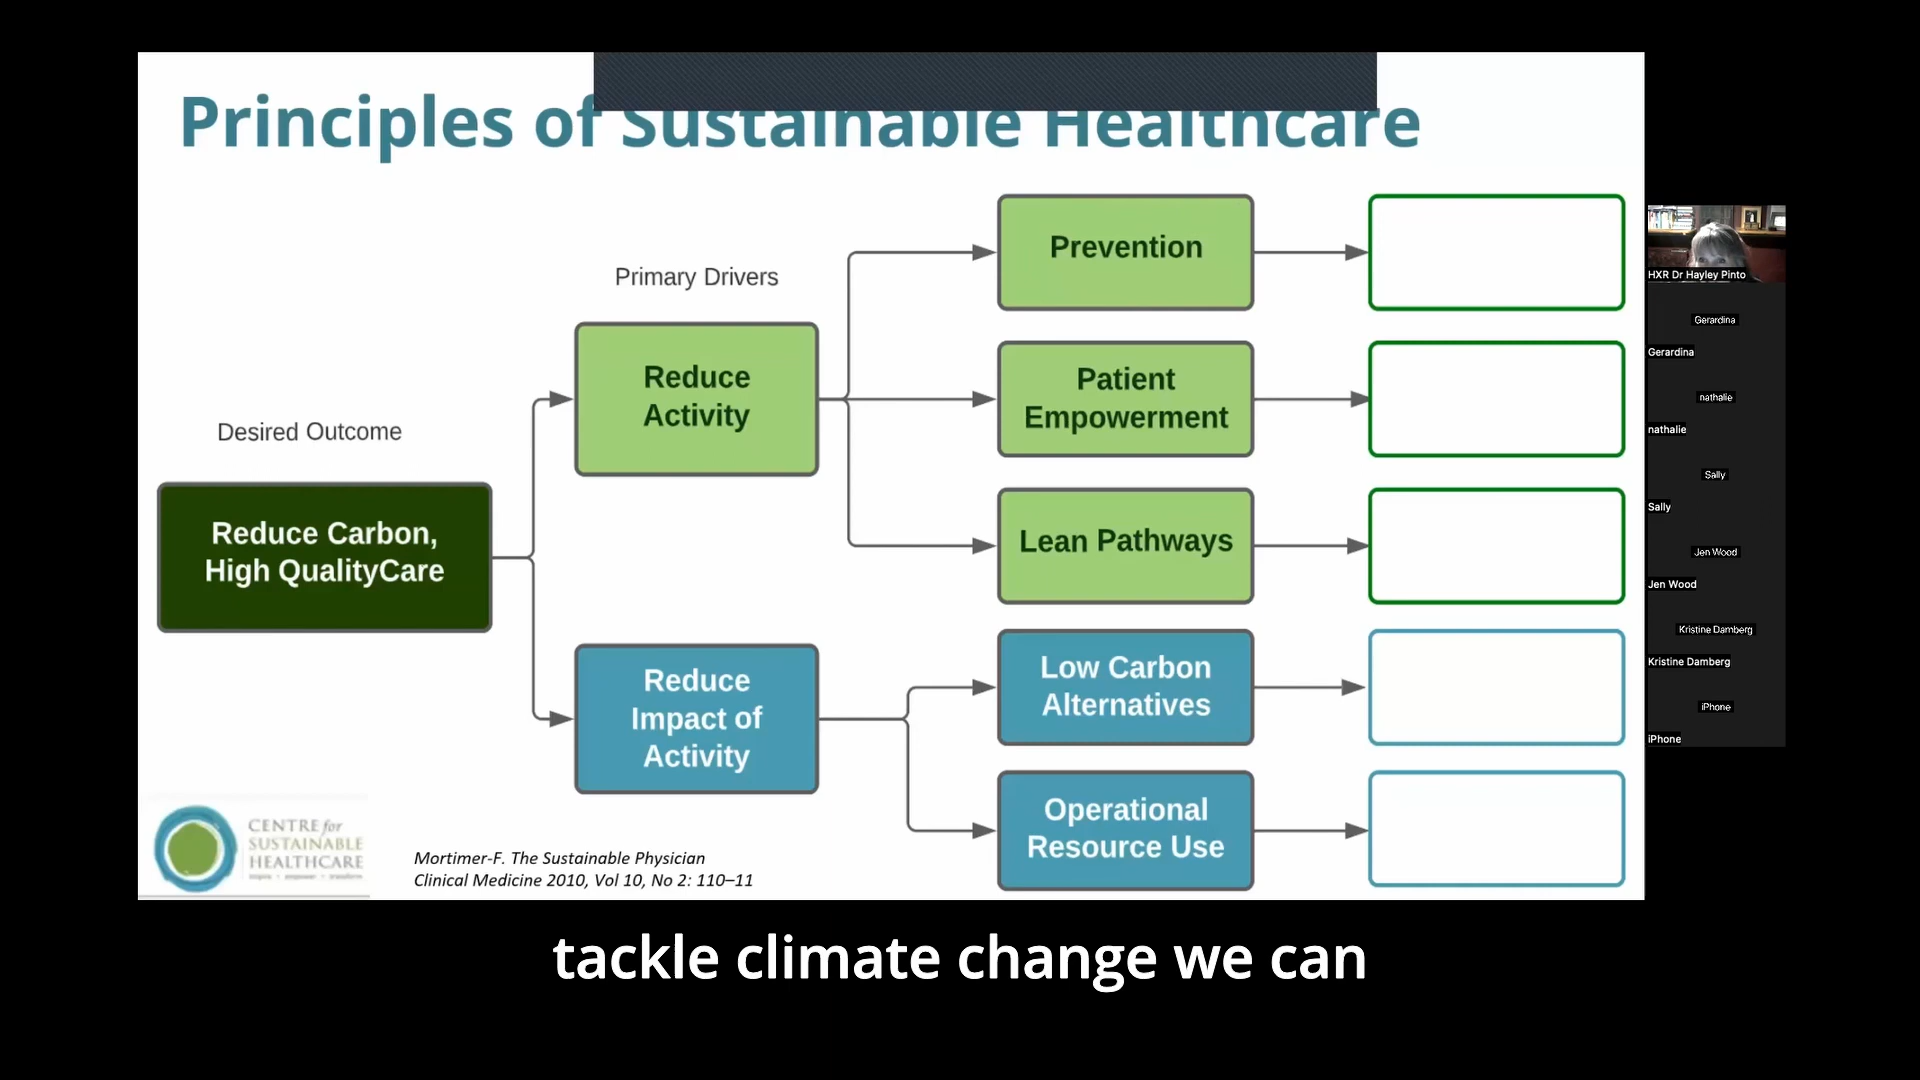 Principles of Sustainable Healthcare
Primary Drivers
Desired Outcome
Reduce Carbon,
High QualityCare
Reduce
Activity
Reduce
Impact of
Activity
Prevention
Patient
Empowerment
Lean Pathways
Low Carbon
Alternatives
Operational
Resource Use
CENTRE for
SUSTAINABLE
HEALTHCARE
inspire • empower • transform
Mortimer-F. The Sustainable Physician
Clinical Medicine 2010, Vol 10, No 2: 110–11
HXR Dr Hayley Pinto
Gerardina
Gerardina
nathalie
nathalie
Sally
Sally
Jen Wood
Jen Wood
Kristine Damberg
Kristine Damberg
iPhone
iPhone
tackle climate change we can